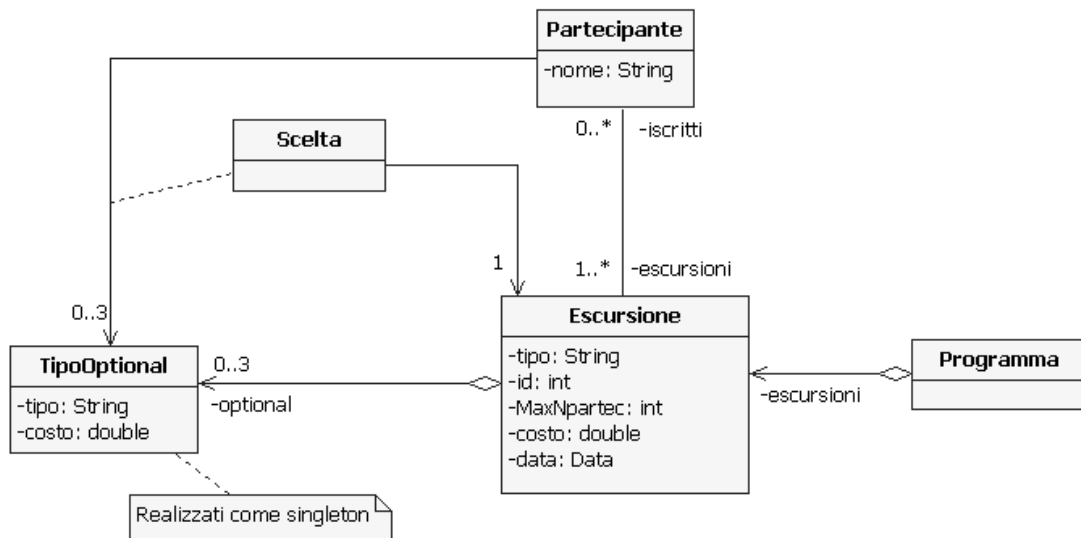 Partecipante
-nome: String
0..*
-iscritti
Scelta
1
1..*
-escursioni
0..3
TipoOptional
-tipo: String
-costo: double
0..3
-optional
Escursione
-tipo: String
-id: int
-MaxNpartec: int
-costo: double
-data: Data
Programma
-escursioni
Realizzati come singleton